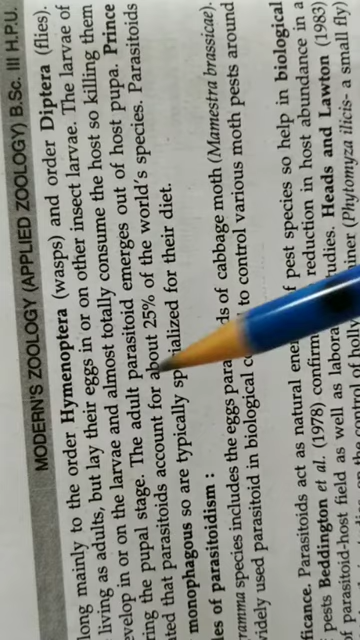 MODERN'S ZOOLOGY (APPLIED ZOOLOGY) B.Sc. III H.P.U.
long mainly to the order Hymenoptera (wasps) and order Diptera (flies).
living as adults, but lay their eggs in or on other insect larvae. The larvae of
evelop in or on the larvae and almost totally consume the host so killing them
ring the pupal stage. The adult parasitoid emerges out of host pupa. Prince
ted that parasitoids account for about 25% of the world's species. Parasitoids
monophagous so are typically specialized for their diet.
les of parasitoidism :
ramma species includes the eggs para ds of cabbage moth (Mamestra brassicae).
idely used parasitoid in biological co to control various moth pests around
ficance. Parasitoids act as natural ene f pest species so help in biological
pests Beddington et al. (1978) confirm reduction in host abundance in a
parasitoid-host field as well as labora tudies. Heads and Lawton (1983)
the control of holly iner (Phytomyza ilicis- a small fly)